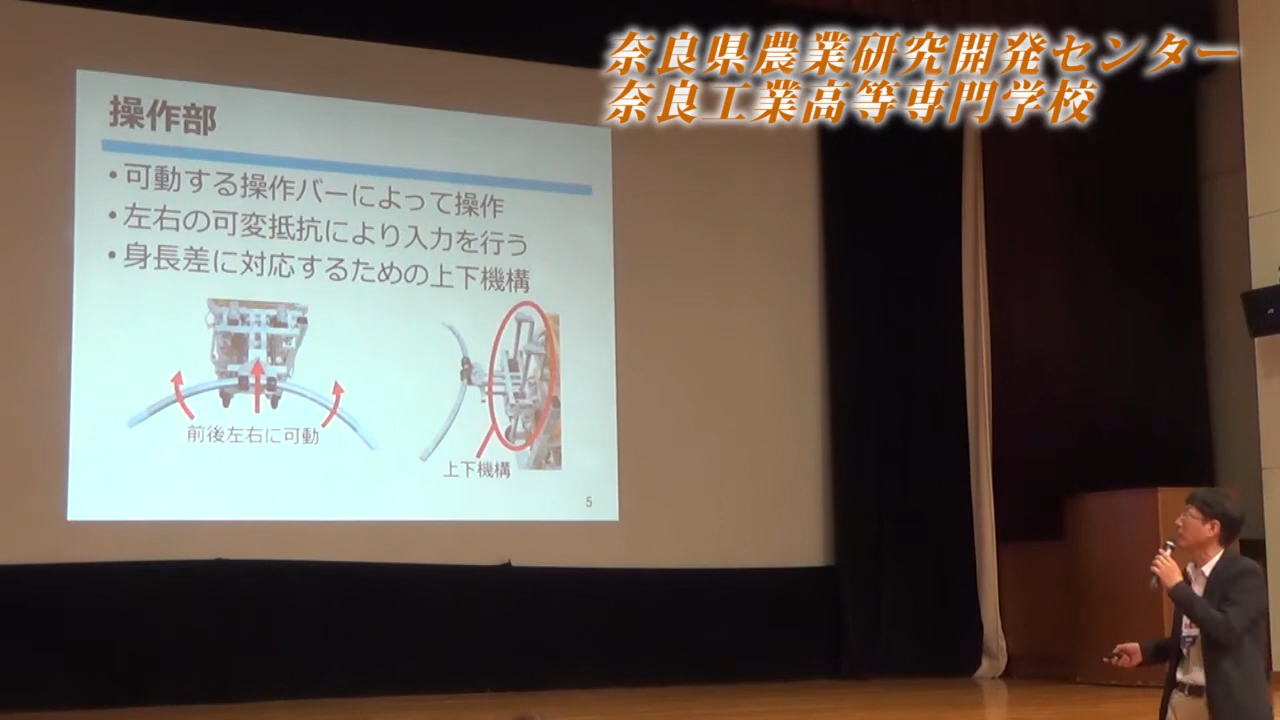 奈良県農業研究開発センター
奈良工業高等専門学校
操作部
・可動する操作バーによって操作
・左右の可変抵抗により入力を行う
・身長差に対応するための上下機構
前後左右に可動
上下機構
5